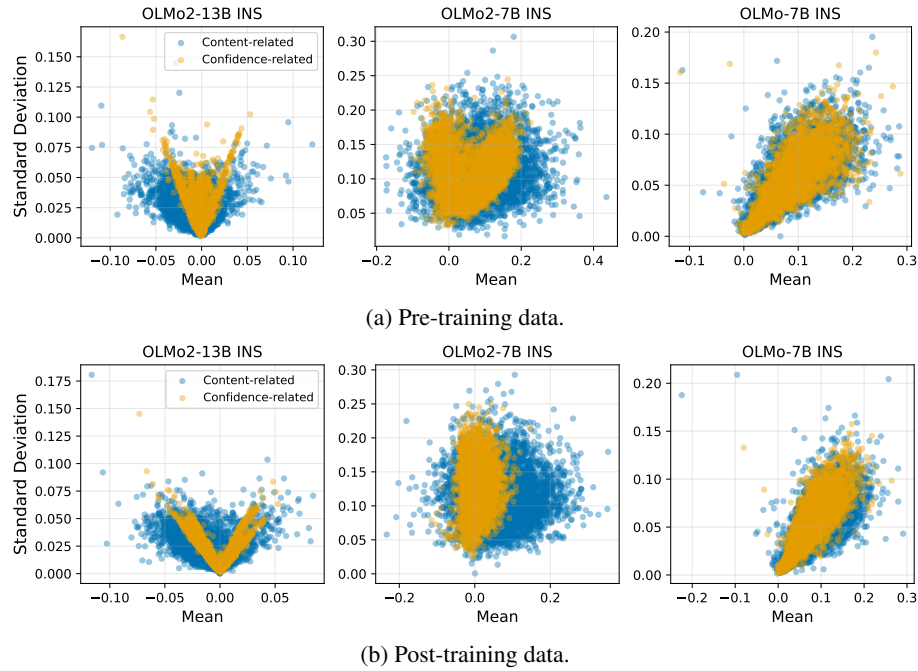 OLMo2-13B INS OLMo2-7B INS OLMo-7B INS
Standard Deviation
0.150
0.125
0.100
0.075
0.050
0.025
0.000
Content-related
Confidence-related
0.30
0.25
0.20
0.15
0.10
0.05
0.20
0.15
0.10
0.05
0.00
−0.10 −0.05 0.00 0.05 0.10
−0.2 0.0 0.2 0.4
−0.1 0.0 0.1 0.2 0.3
Mean Mean Mean
(a) Pre-training data.
OLMo2-13B INS OLMo2-7B INS OLMo-7B INS
Standard Deviation
0.175
0.150
0.125
0.100
0.075
0.050
0.025
0.000
Content-related
Confidence-related
0.30
0.25
0.20
0.15
0.10
0.05
0.00
0.20
0.15
0.10
0.05
0.00
−0.10 −0.05 0.00 0.05
−0.2 0.0 0.2
−0.2 −0.1 0.0 0.1 0.2 0.3
Mean Mean Mean
(b) Post-training data.